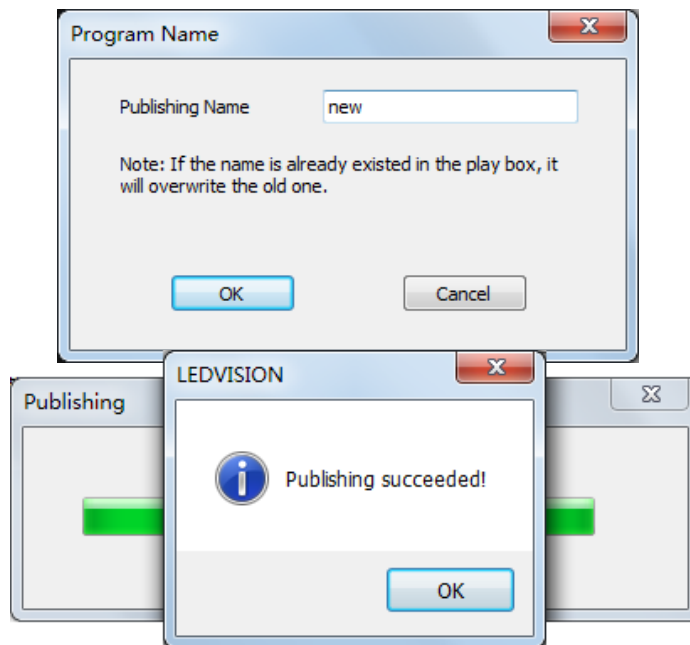 Program Name
Publishing Name
new
Note: If the name is already existed in the play box, it
will overwrite the old one.
OK
Cancel
LEDVISION
Publishing
Publishing succeeded!
OK